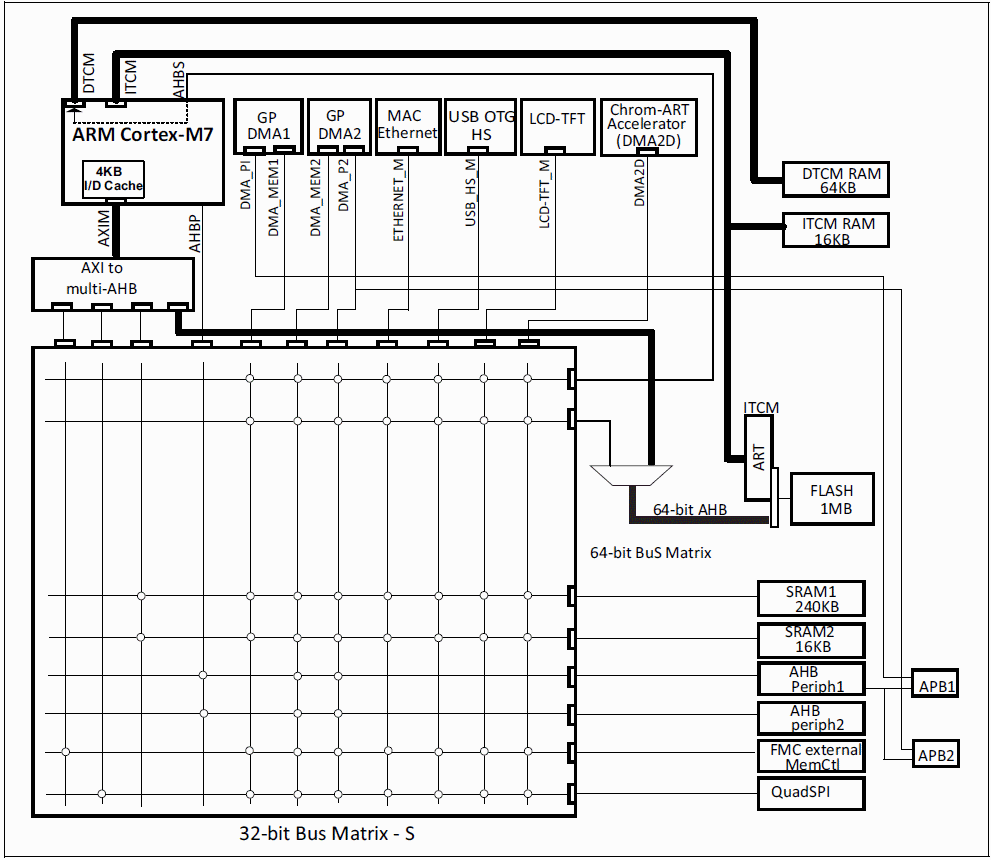 DTCM
ITCM
AHBS
ARM Cortex-M7
4KB
I/D Cache
GP
DMA1
GP
DMA2
MAC
Ethernet
USB OTG
HS
LCD-TFT
Chrom-ART
Accelerator
(DMA2D)
DTCM RAM
64KB
ITCM RAM
16KB
AXIM
AHBP
DMA_PI
DMA_MEM1
DMA_MEM2
DMA_P2
ETHERNET_M
USB_HS_M
LCD-TFT_M
DMA2D
AXI to
multi-AHB
ITCM
ART
FLASH
1MB
64-bit AHB
64-bit BuS Matrix
SRAM1
240KB
SRAM2
16KB
AHB
Periph1
APB1
AHB
periph2
FMC external
MemCtl
APB2
QuadSPI
32-bit Bus Matrix - S